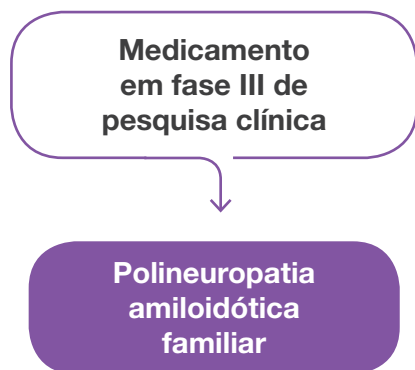 Medicamento
em fase III de
pesquisa clínica
Polineuropatia
amiloidótica
familiar